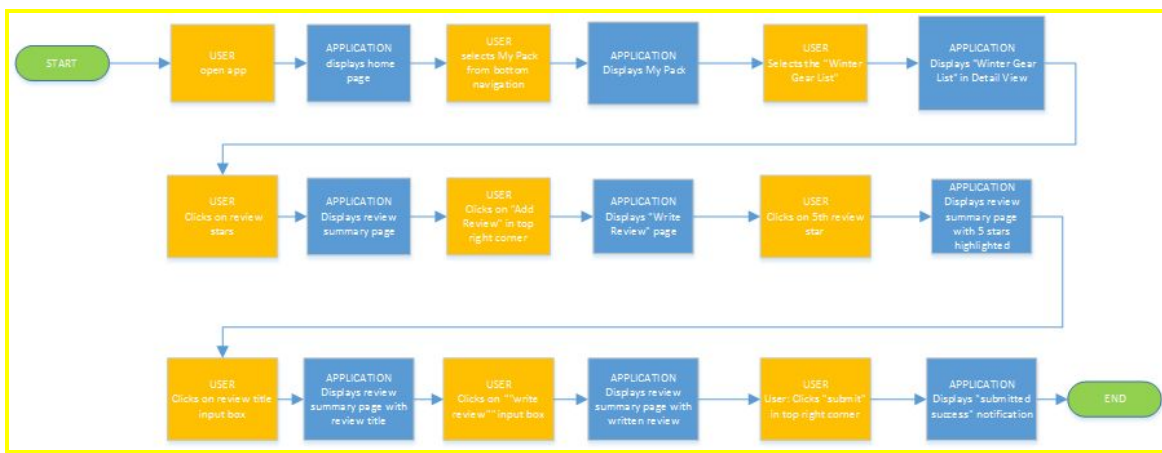 START
USER
open app
APPLICATION
displays home
page
USER
selects My Pack
from bottom
navigation
APPLICATION
Displays My Pack
USER
Selects the "Winter
Gear List"
APPLICATION
Displays "Winter Gear
List" in Detail View
USER
Clicks on review
stars
APPLICATION
Displays review
summary page
USER
Clicks on "Add
Review" in top
right corner
APPLICATION
Displays "Write
Review" page
USER
Clicks on 5th review
star
APPLICATION
Displays review
summary page
with 5 stars
highlighted
USER
Clicks on review title
input box
APPLICATION
Displays review
summary page with
review title
USER
Clicks on ""write
review"" input box
APPLICATION
Displays review
summary page with
written review
USER
User: Clicks "submit"
in top right corner
APPLICATION
Displays "submitted
success" notification
END